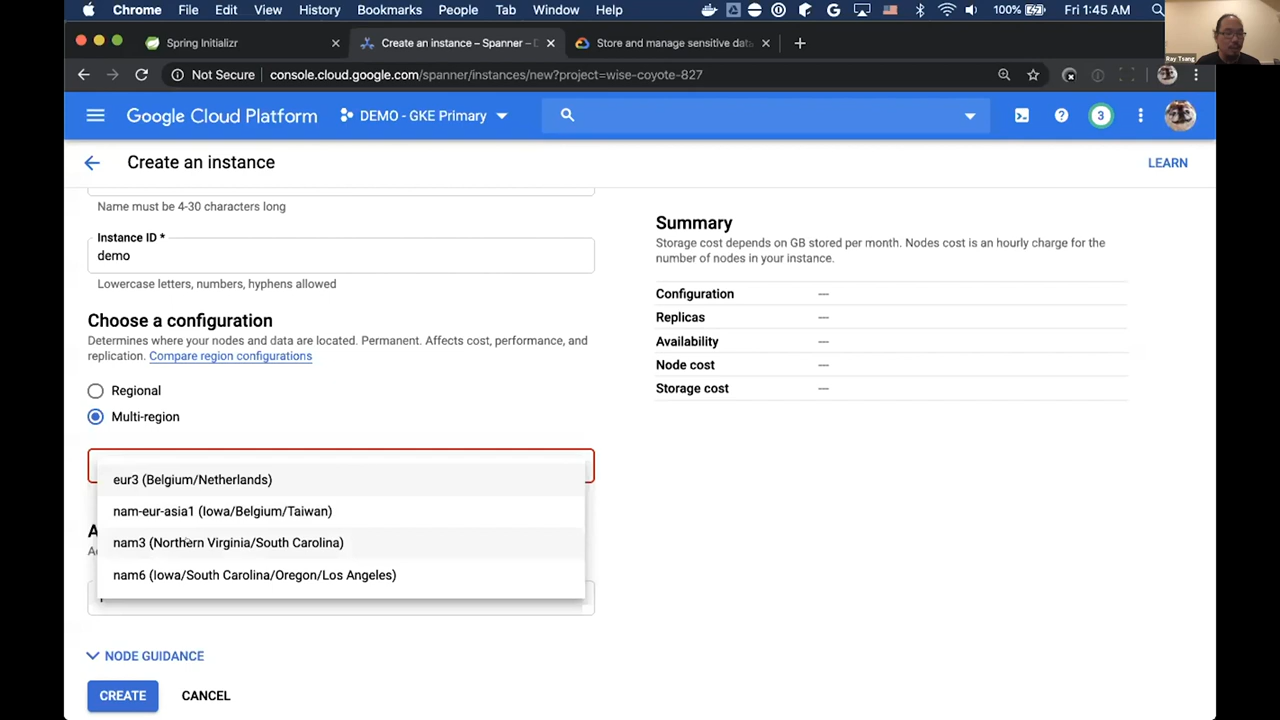 Chrome File Edit View History Bookmarks People Tab Window Help 100% Fri 1:45 AM
Spring Initializr
Create an instance – Spanner – D
Store and manage sensitive data
Not Secure console.cloud.google.com/spanner/instances/new?project=wise-coyote-827
Ray Tsang
Google Cloud Platform DEMO - GKE Primary 3
Create an instance LEARN
Name must be 4-30 characters long
Instance ID *
demo
Lowercase letters, numbers, hyphens allowed
Choose a configuration
Determines where your nodes and data are located. Permanent. Affects cost, performance, and
replication. Compare region configurations
Regional
Multi-region
eur3 (Belgium/Netherlands)
nam-eur-asia1 (Iowa/Belgium/Taiwan)
nam3 (Northern Virginia/South Carolina)
nam6 (Iowa/South Carolina/Oregon/Los Angeles)
NODE GUIDANCE
CREATE CANCEL
Summary
Storage cost depends on GB stored per month. Nodes cost is an hourly charge for the
number of nodes in your instance.
Configuration —
Replicas —
Availability —
Node cost —
Storage cost —